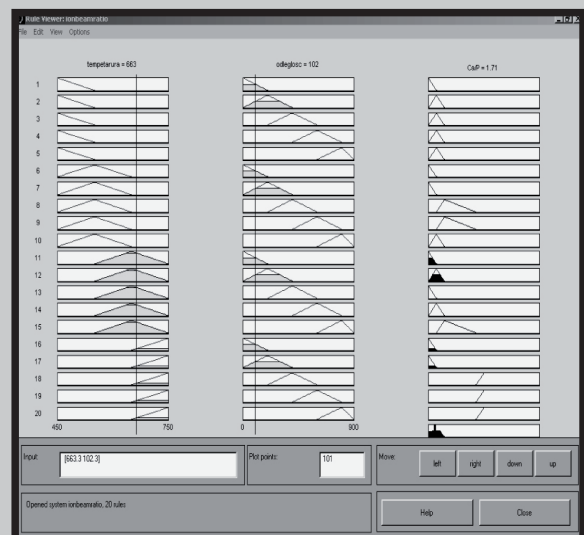 Rule Viewer: ionbeamratio
File Edit View Options
tempetarura = 663
odleglosc = 102
Ca/P = 1.71
1
2
3
4
5
6
7
8
9
10
11
12
13
14
15
16
17
18
19
20
450 750
0 900
Input: [663.3 102.3]
Plot points: 101
Move: left right down up
Opened system ionbeamratio, 20 rules
Help Close